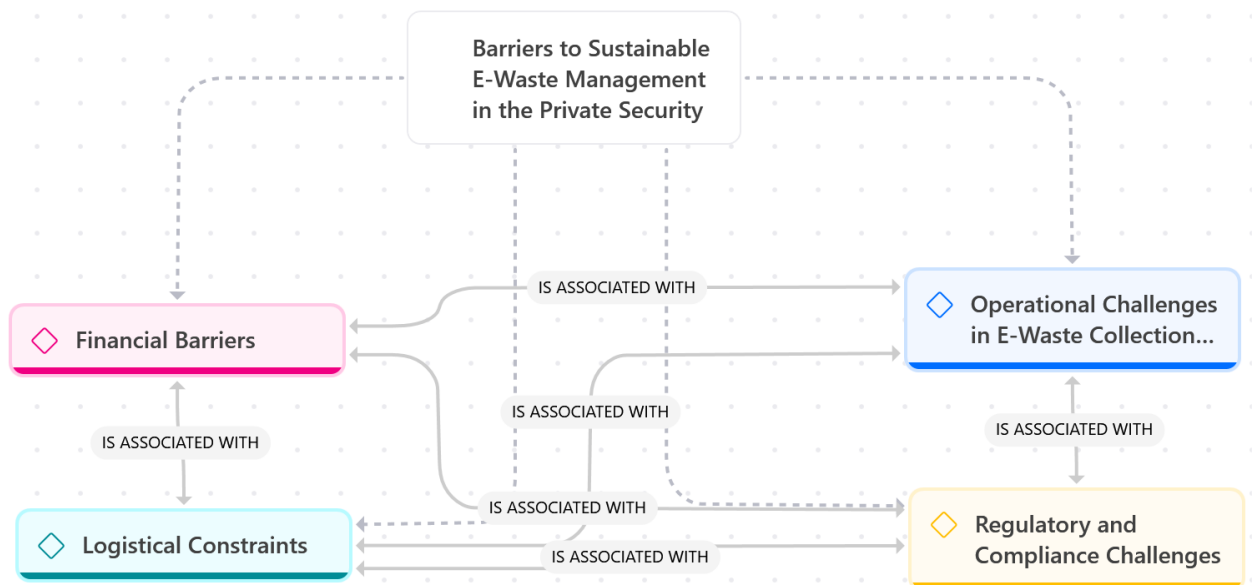 Barriers to Sustainable
E-Waste Management
in the Private Security
IS ASSOCIATED WITH
Operational Challenges
in E-Waste Collection...
Financial Barriers
IS ASSOCIATED WITH
IS ASSOCIATED WITH
IS ASSOCIATED WITH
IS ASSOCIATED WITH
Regulatory and
Compliance Challenges
Logistical Constraints
IS ASSOCIATED WITH